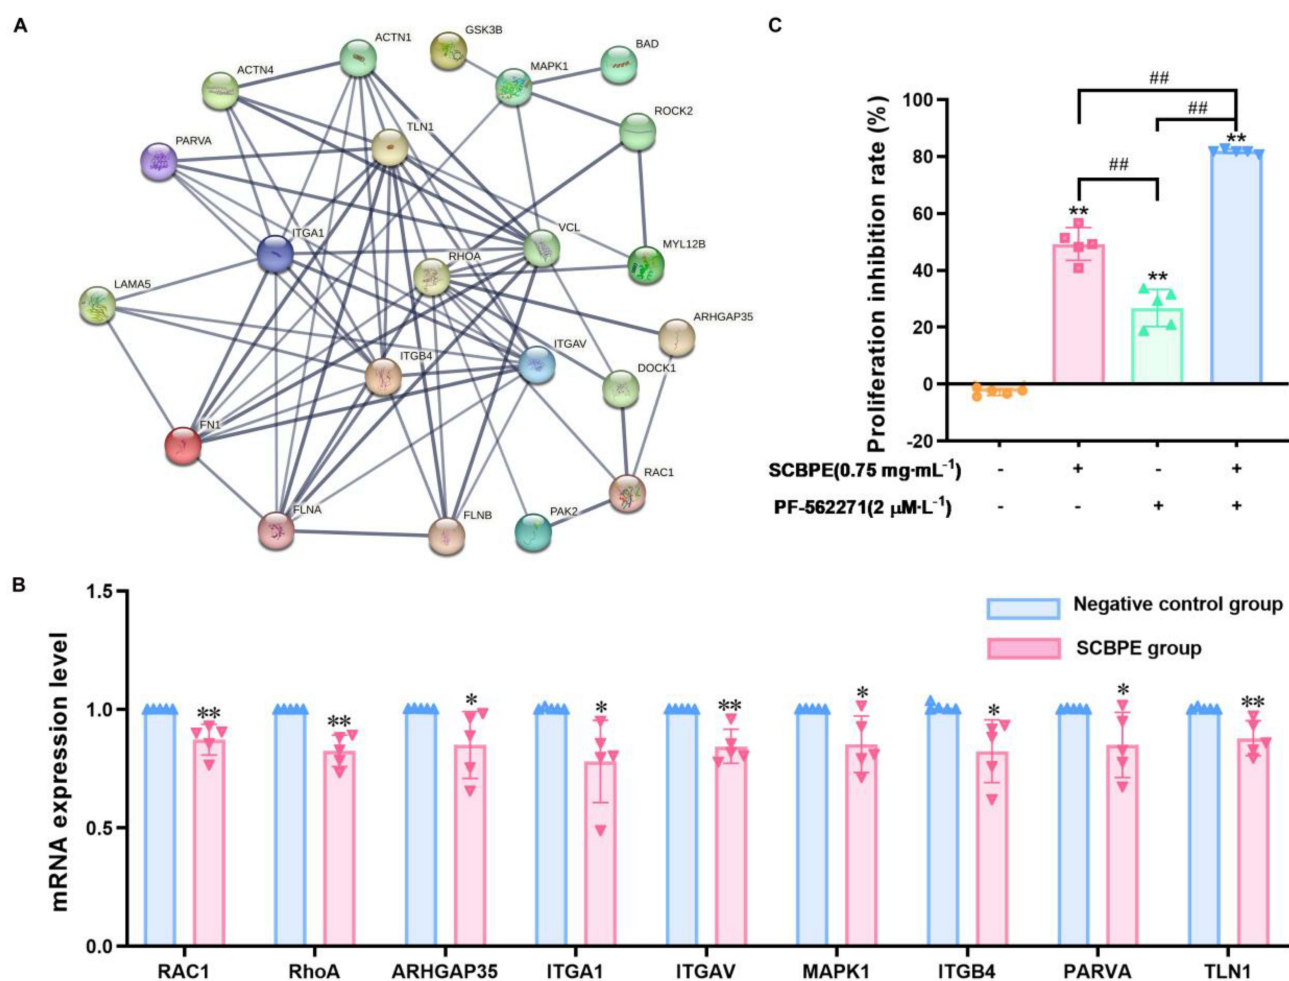 A
C
ACTN1
GSK3B
BAD
ACTN4
MAPK1
ROCK2
PARVA
TLN1
ITGA1
VCL
RHOA
MYL12B
LAMA5
ARHGAP35
ITGB4
ITGAV
DOCK1
FN1
RAC1
FLNA
FLNB
PAK2
Proliferation inhibition rate (%)
100
80
60
40
20
0
-20
##
##
##
**
**
**
SCBPE(0.75 mg·mL⁻¹) - + - +
PF-562271(2 μM·L⁻¹) - - + +
B
mRNA expression level
1.5
1.0
0.5
0.0
Negative control group
SCBPE group
** ** * * ** * * * **
RAC1 RhoA ARHGAP35 ITGA1 ITGAV MAPK1 ITGB4 PARVA TLN1